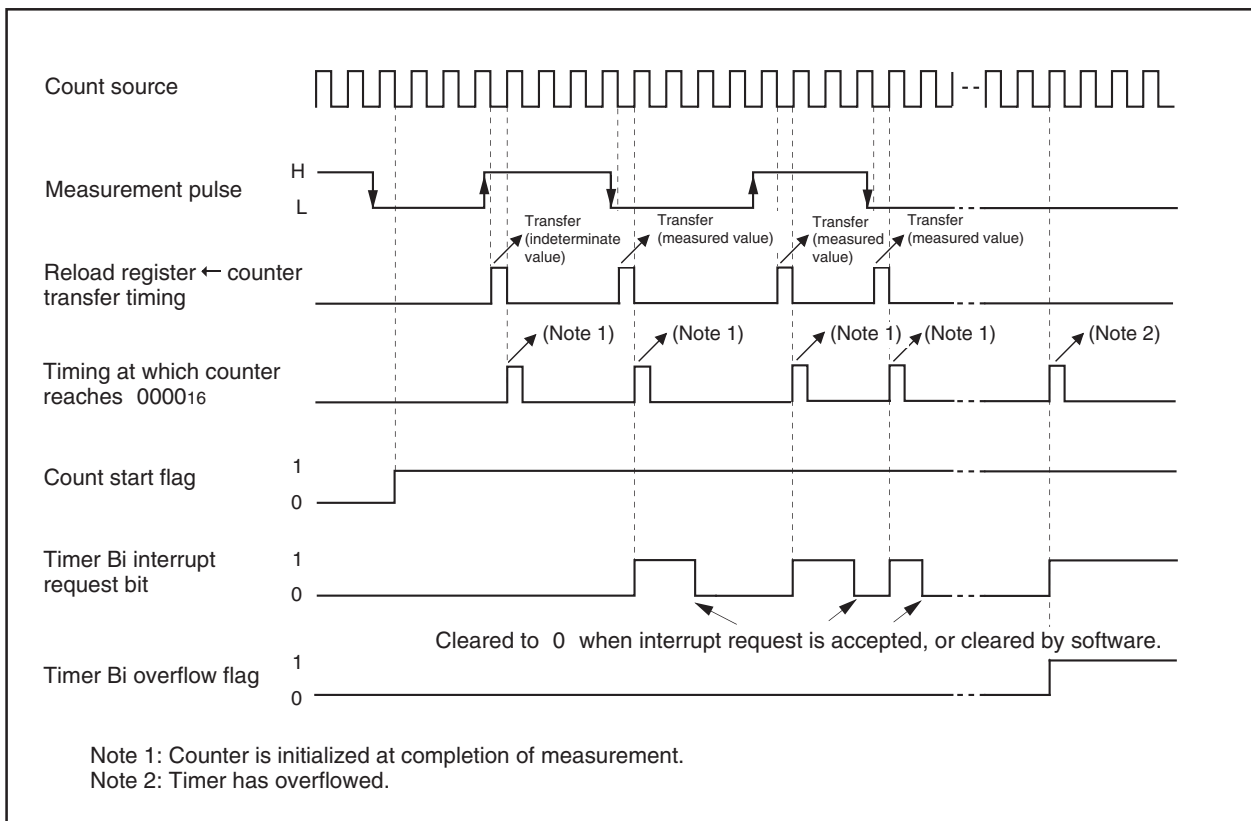 Count source
Measurement pulse
H
L
Transfer
(indeterminate
value)
Transfer
(measured value)
Transfer
(measured
value)
Transfer
(measured value)
Reload register ← counter
transfer timing
(Note 1)
(Note 1)
(Note 1)
(Note 1)
(Note 2)
Timing at which counter
reaches 000016
Count start flag
1
0
Timer Bi interrupt
request bit
1
0
Cleared to 0 when interrupt request is accepted, or cleared by software.
Timer Bi overflow flag
1
0
Note 1: Counter is initialized at completion of measurement.
Note 2: Timer has overflowed.